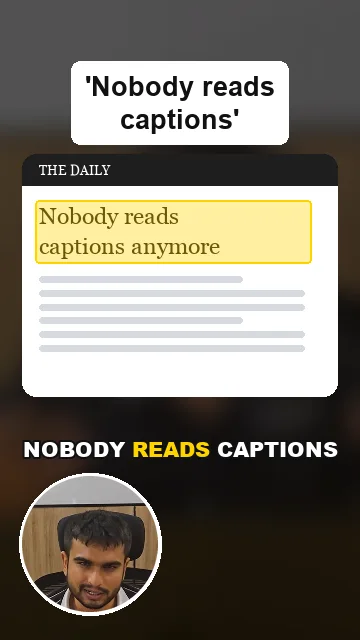 'Nobody reads
captions'
THE DAILY
Nobody reads
captions anymore
NOBODY READS CAPTIONS